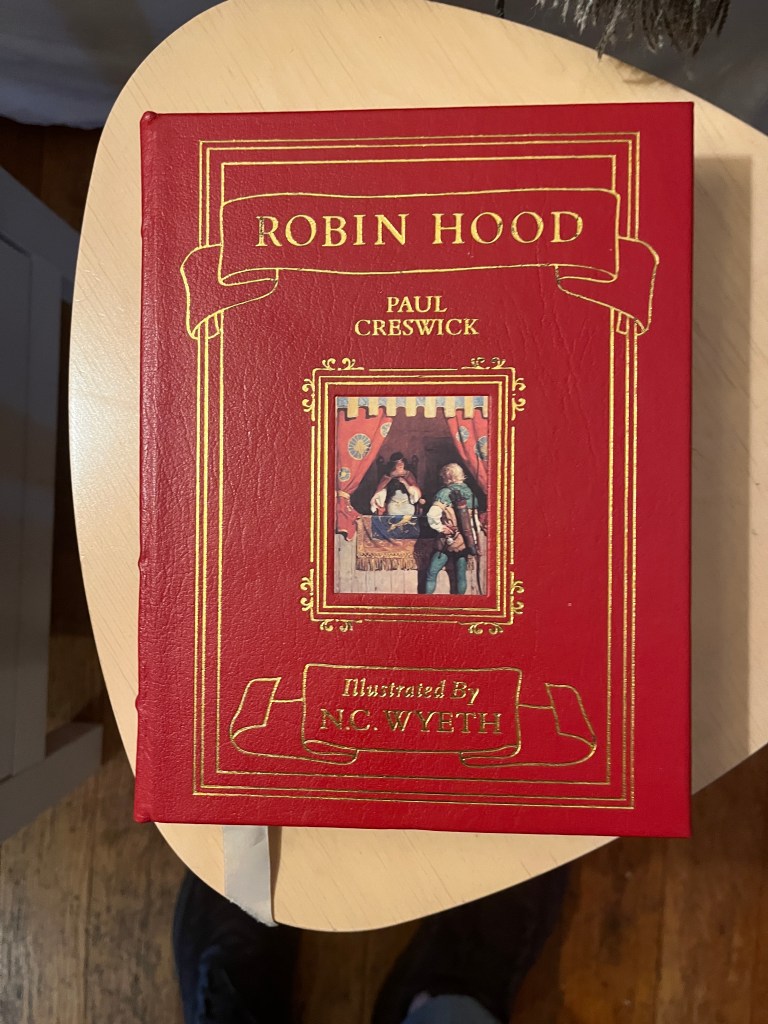 ROBIN HOOD
PAUL
CRESWICK
Illustrated By
N.C. WYETH